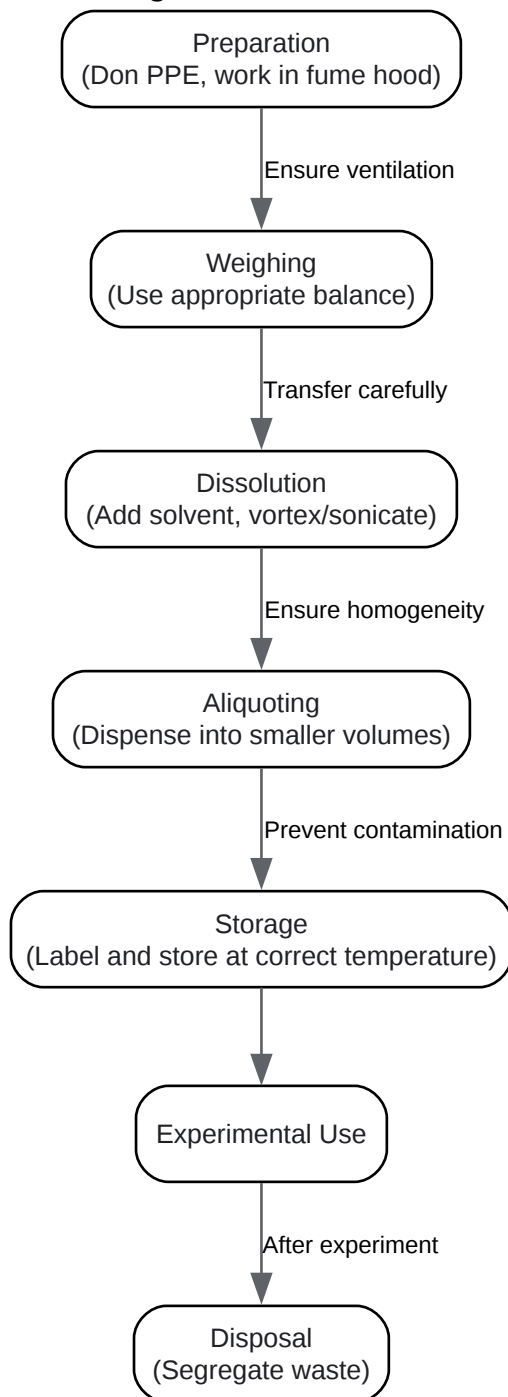 Preparation
(Don PPE, work in fume hood)
Ensure ventilation
Weighing
(Use appropriate balance)
Transfer carefully
Dissolution
(Add solvent, vortex/sonicate)
Ensure homogeneity
Aliquoting
(Dispense into smaller volumes)
Prevent contamination
Storage
(Label and store at correct temperature)
Experimental Use
After experiment
Disposal
(Segregate waste)